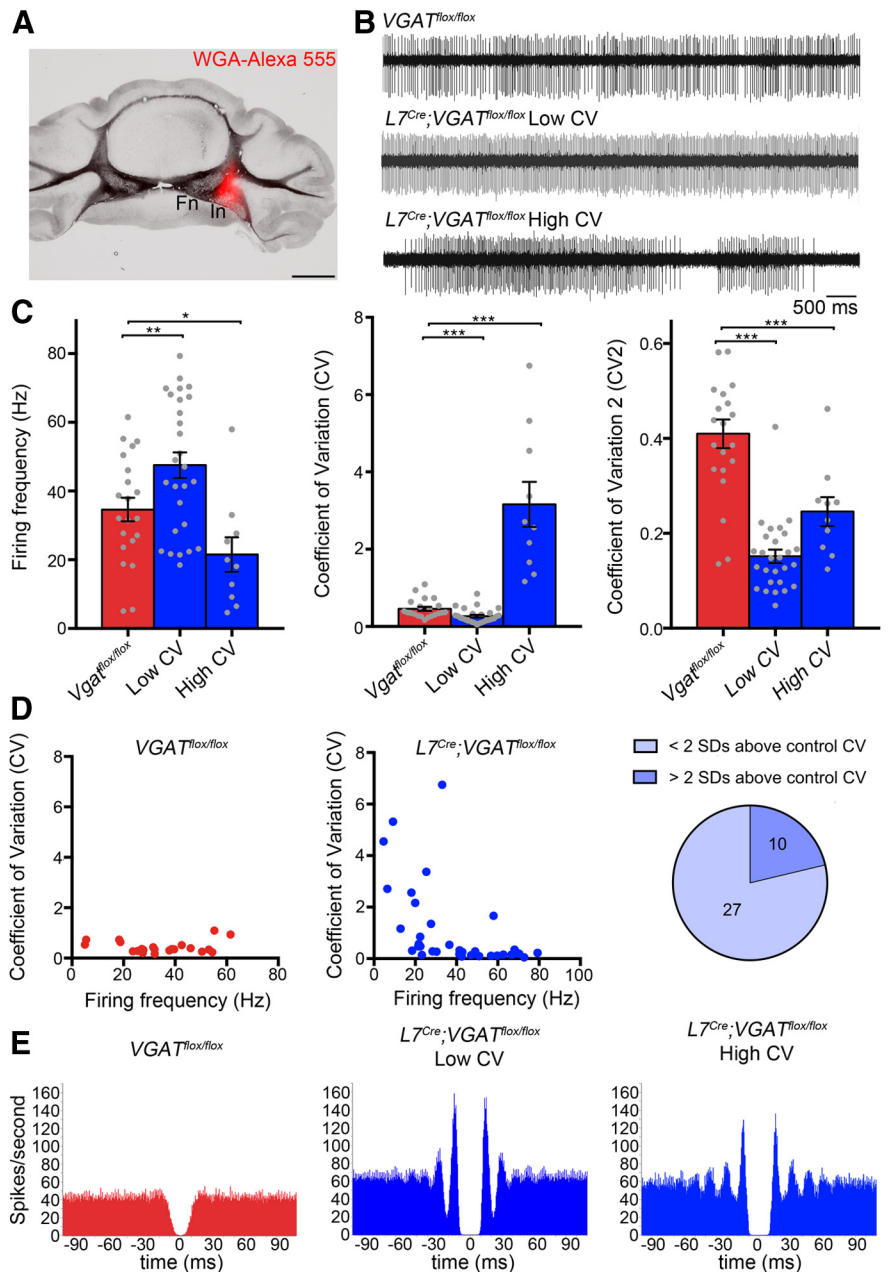 A
WGA-Alexa 555
Fn
In
B
VGAT flox/flox
L7Cre;VGATflox/flox Low CV
L7Cre;VGATflox/flox High CV
500 ms
C
Firing frequency (Hz)
80
60
40
20
0
*
**
Vgatflox/flox
Low CV
High CV
Coefficient of Variation (CV)
8
6
4
2
0
***
***
Vgatflox/flox
Low CV
High CV
Coefficient of Variation 2 (CV2)
0.6
0.4
0.2
0.0
***
***
Vgatflox/flox
Low CV
High CV
D
VGATflox/flox
Coefficient of Variation (CV)
8
6
4
2
0
0 20 40 60 80
Firing frequency (Hz)
L7Cre;VGATflox/flox
Coefficient of Variation (CV)
8
6
4
2
0
0 20 40 60 80 100
Firing frequency (Hz)
< 2 SDs above control CV
> 2 SDs above control CV
10
27
E
VGATflox/flox
Spikes/second
160
140
120
100
80
60
40
20
0
-90 -60 -30 0 30 60 90
time (ms)
L7Cre;VGATflox/flox
Low CV
160
140
120
100
80
60
40
20
0
-90 -60 -30 0 30 60 90
time (ms)
L7Cre;VGATflox/flox
High CV
160
140
120
100
80
60
40
20
0
-90 -60 -30 0 30 60 90
time (ms)